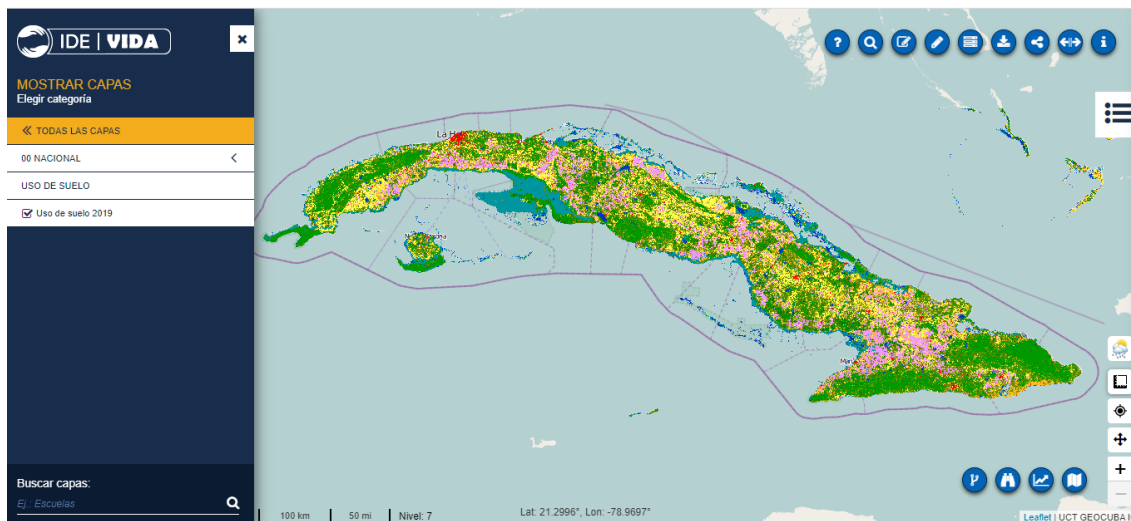 IDE | VIDA
MOSTRAR CAPAS
Elegir categoría
TODAS LAS CAPAS
00 NACIONAL
USO DE SUELO
Uso de suelo 2019
Buscar capas:
Ej.: Escuelas
La
100 km
50 mi
Nivel: 7
Lat: 21.2996°, Lon: -78.9697°
Leaflet | UCT GEOCUBA I